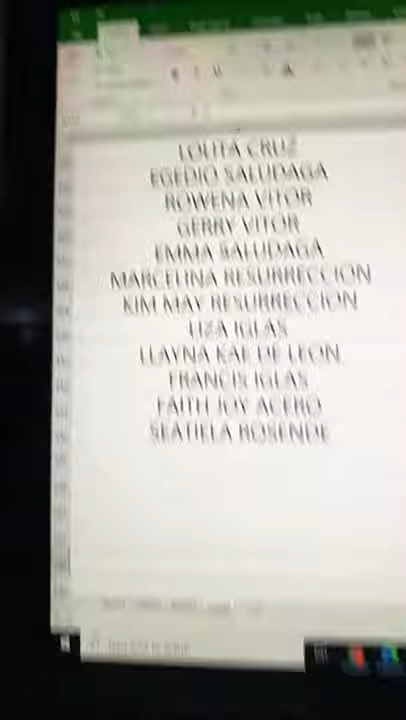 LOLITA CRUZ
EGEDIO SALUDAGA
ROWENA VITOR
GERRY VITOR
EMMA SALUDAGA
MARCELINA RESURRECCION
KIM MAY RESURRECCION
LIZA IGLAS
LLAYNA KAE DE LEON
FRANCIS IGLAS
FAITH JOY ACERO
ROSENDE